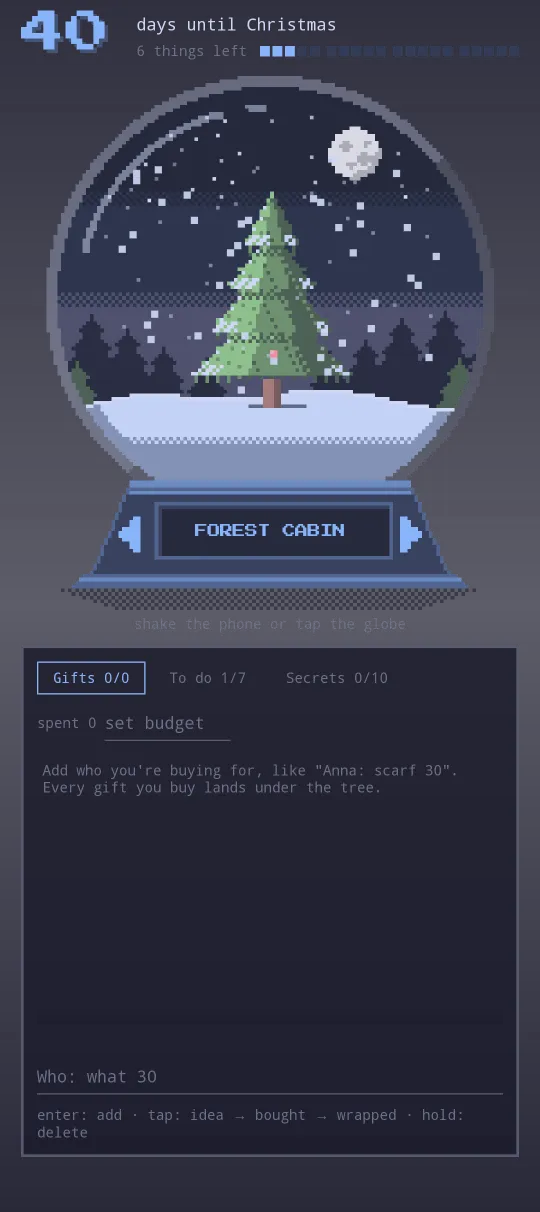 40
days until Christmas
6 things left
FOREST CABIN
shake the phone or tap the globe
Gifts 0/0
To do 1/7
Secrets 0/10
spent 0 set budget
Add who you're buying for, like "Anna: scarf 30".
Every gift you buy lands under the tree.
Who: what 30
enter: add · tap: idea → bought → wrapped · hold:
delete